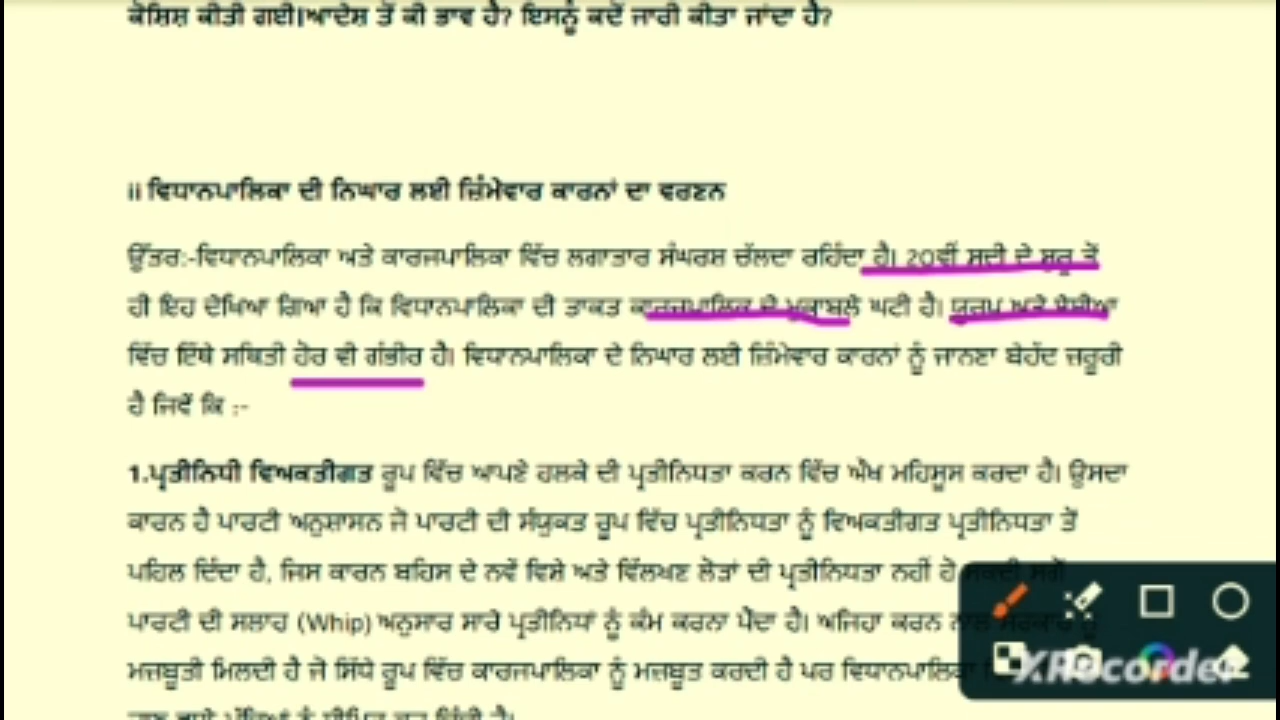 ਕੋਸ਼ਿਸ਼ ਕੀਤੀ ਗਈ।ਆਦੇਸ਼ ਤੋਂ ਕੀ ਭਾਵ ਹੈ? ਇਸਨੂੰ ਕਦੋਂ ਜਾਰੀ ਕੀਤਾ ਜਾਂਦਾ ਹੈ?
ii ਵਿਧਾਨਪਾਲਿਕਾ ਦੀ ਨਿਘਾਰ ਲਈ ਜ਼ਿੰਮੇਵਾਰ ਕਾਰਨਾਂ ਦਾ ਵਰਣਨ
ਉੱਤਰ:-ਵਿਧਾਨਪਾਲਿਕਾ ਅਤੇ ਕਾਰਜਪਾਲਿਕਾ ਵਿੱਚ ਲਗਾਤਾਰ ਸੰਘਰਸ਼ ਚੱਲਦਾ ਰਹਿੰਦਾ ਹੈ। 20ਵੀਂ ਸਦੀ ਦੇ ਸ਼ੁਰੂ ਤੋਂ
ਹੀ ਇਹ ਦੇਖਿਆ ਗਿਆ ਹੈ ਕਿ ਵਿਧਾਨਪਾਲਿਕਾ ਦੀ ਤਾਕਤ ਕਾਰਜਪਾਲਿਕ ਦੇ ਮੁਕਾਬਲੇ ਘਟੀ ਹੈ। ਯੂਰਪ ਅਤੇ ਏਸ਼ੀਆ
ਵਿੱਚ ਇੱਥੇ ਸਥਿਤੀ ਹੋਰ ਵੀ ਗੰਭੀਰ ਹੈ। ਵਿਧਾਨਪਾਲਿਕਾ ਦੇ ਨਿਘਾਰ ਲਈ ਜ਼ਿੰਮੇਵਾਰ ਕਾਰਨਾਂ ਨੂੰ ਜਾਨਣਾ ਬੇਹੱਦ ਜ਼ਰੂਰੀ
ਹੈ ਜਿਵੇਂ ਕਿ :-
1.ਪ੍ਰਤੀਨਿਧੀ ਵਿਅਕਤੀਗਤ ਰੂਪ ਵਿੱਚ ਆਪਣੇ ਹਲਕੇ ਦੀ ਪ੍ਰਤੀਨਿਧਤਾ ਕਰਨ ਵਿੱਚ ਔਖ ਮਹਿਸੂਸ ਕਰਦਾ ਹੈ। ਉਸਦਾ
ਕਾਰਨ ਹੈ ਪਾਰਟੀ ਅਨੁਸ਼ਾਸਨ ਜੋ ਪਾਰਟੀ ਦੀ ਸੰਯੁਕਤ ਰੂਪ ਵਿੱਚ ਪ੍ਰਤੀਨਿਧਤਾ ਨੂੰ ਵਿਅਕਤੀਗਤ ਪ੍ਰਤੀਨਿਧਤਾ ਤੋਂ
ਪਹਿਲ ਦਿੰਦਾ ਹੈ, ਜਿਸ ਕਾਰਨ ਬਹਿਸ ਦੇ ਨਵੇਂ ਵਿਸ਼ੇ ਅਤੇ ਵਿੱਲਖਣ ਲੋੜਾਂ ਦੀ ਪ੍ਰਤੀਨਿਧਤਾ ਨਹੀਂ ਹੋ ਸਕਦੀ ਸਗੋਂ
ਪਾਰਟੀ ਦੀ ਸਲਾਹ (Whip) ਅਨੁਸਾਰ ਸਾਰੇ ਪ੍ਰਤੀਨਿਧਾਂ ਨੂੰ ਕੰਮ ਕਰਨਾ ਪੈਂਦਾ ਹੈ। ਅਜਿਹਾ ਕਰਨ ਨਾਲ ਸਰਕਾਰ ਨੂੰ
ਮਜ਼ਬੂਤੀ ਮਿਲਦੀ ਹੈ ਜੋ ਸਿੱਧੇ ਰੂਪ ਵਿੱਚ ਕਾਰਜਪਾਲਿਕਾ ਨੂੰ ਮਜ਼ਬੂਤ ਕਰਦੀ ਹੈ ਪਰ ਵਿਧਾਨਪਾਲਿਕਾ
XRecorder